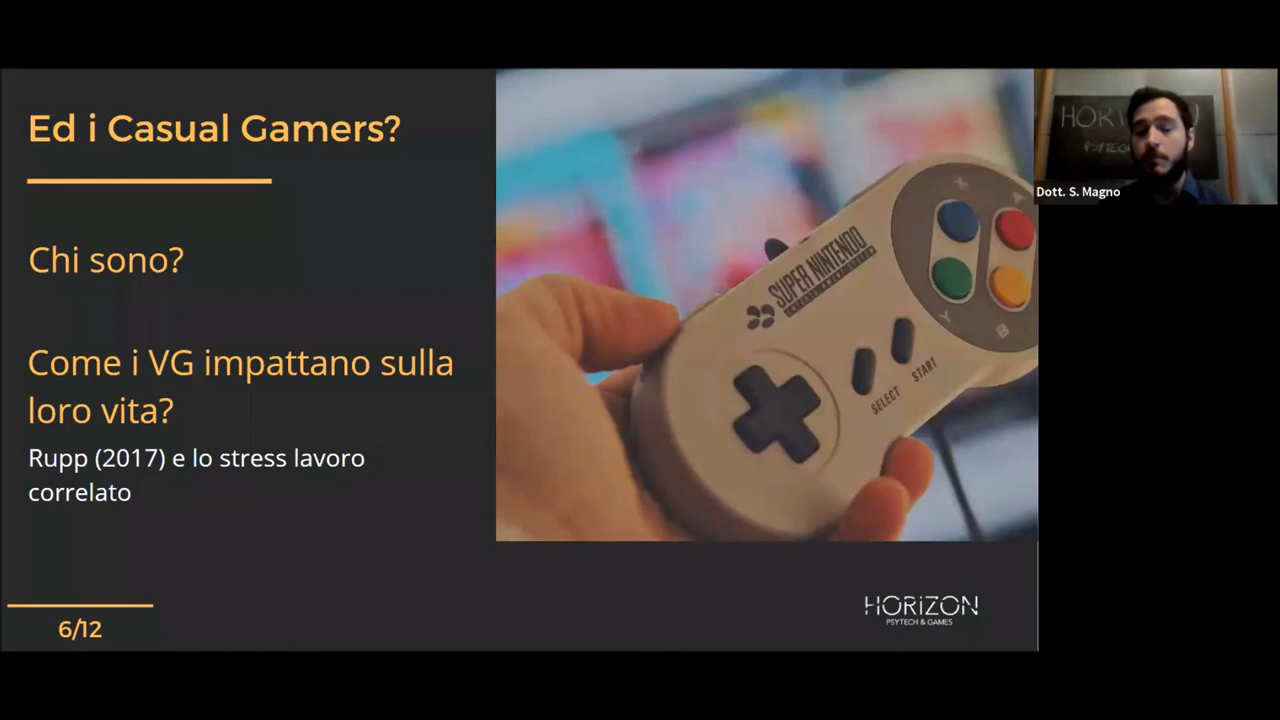 Ed i Casual Gamers?
Chi sono?
Come i VG impattano sulla
loro vita?
Rupp (2017) e lo stress lavoro
correlato
6/12
SUPER NINTENDO
SELECT
START
X
A
Y
B
HORIZON
PSYTECH & GAMES
Dott. S. Magno